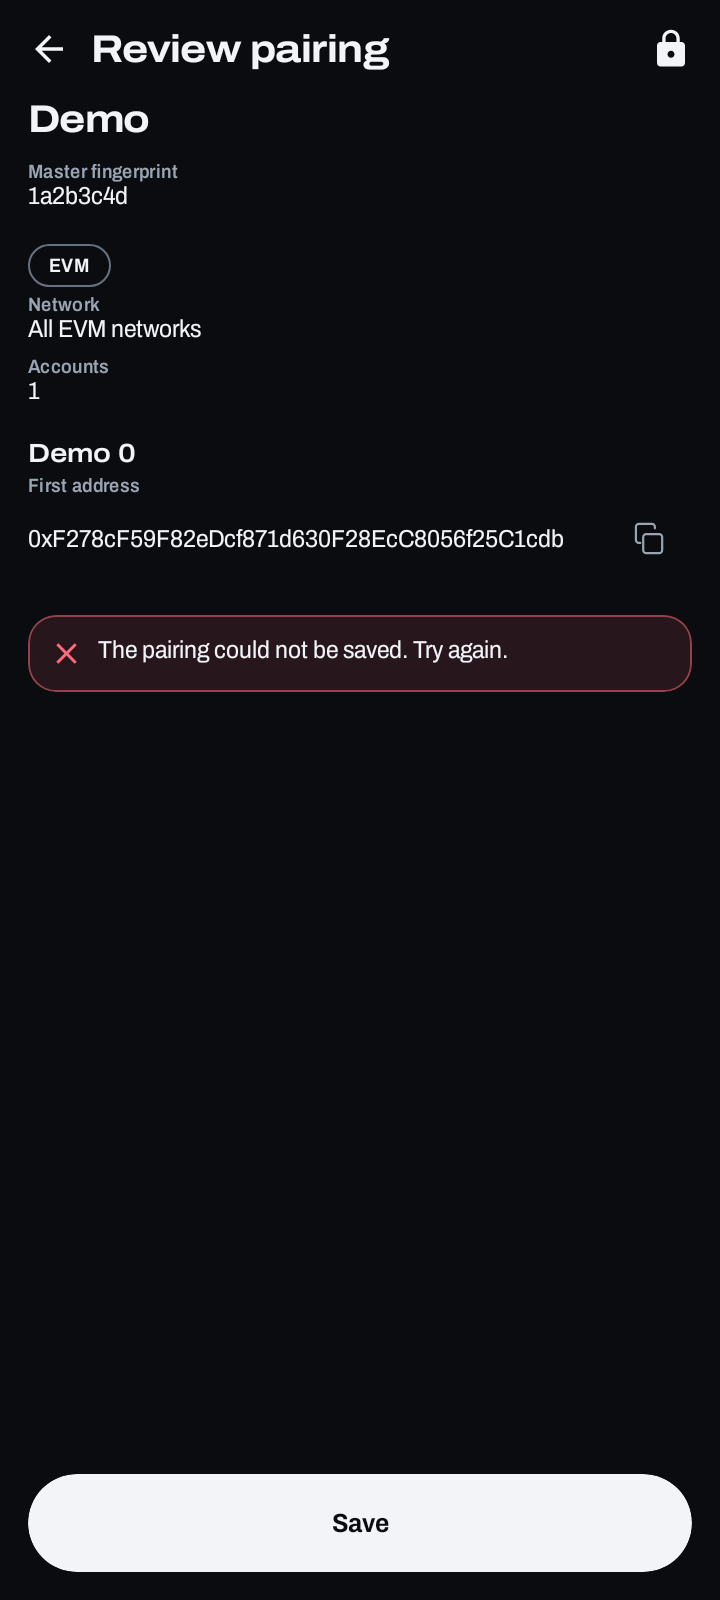 Review pairing
Demo
Master fingerprint
1a2b3c4d
EVM
Network
All EVM networks
Accounts
1
Demo 0
First address
0xF278cF59F82eDcf871d630F28EcC8056f25C1cdb
The pairing could not be saved. Try again.
Save